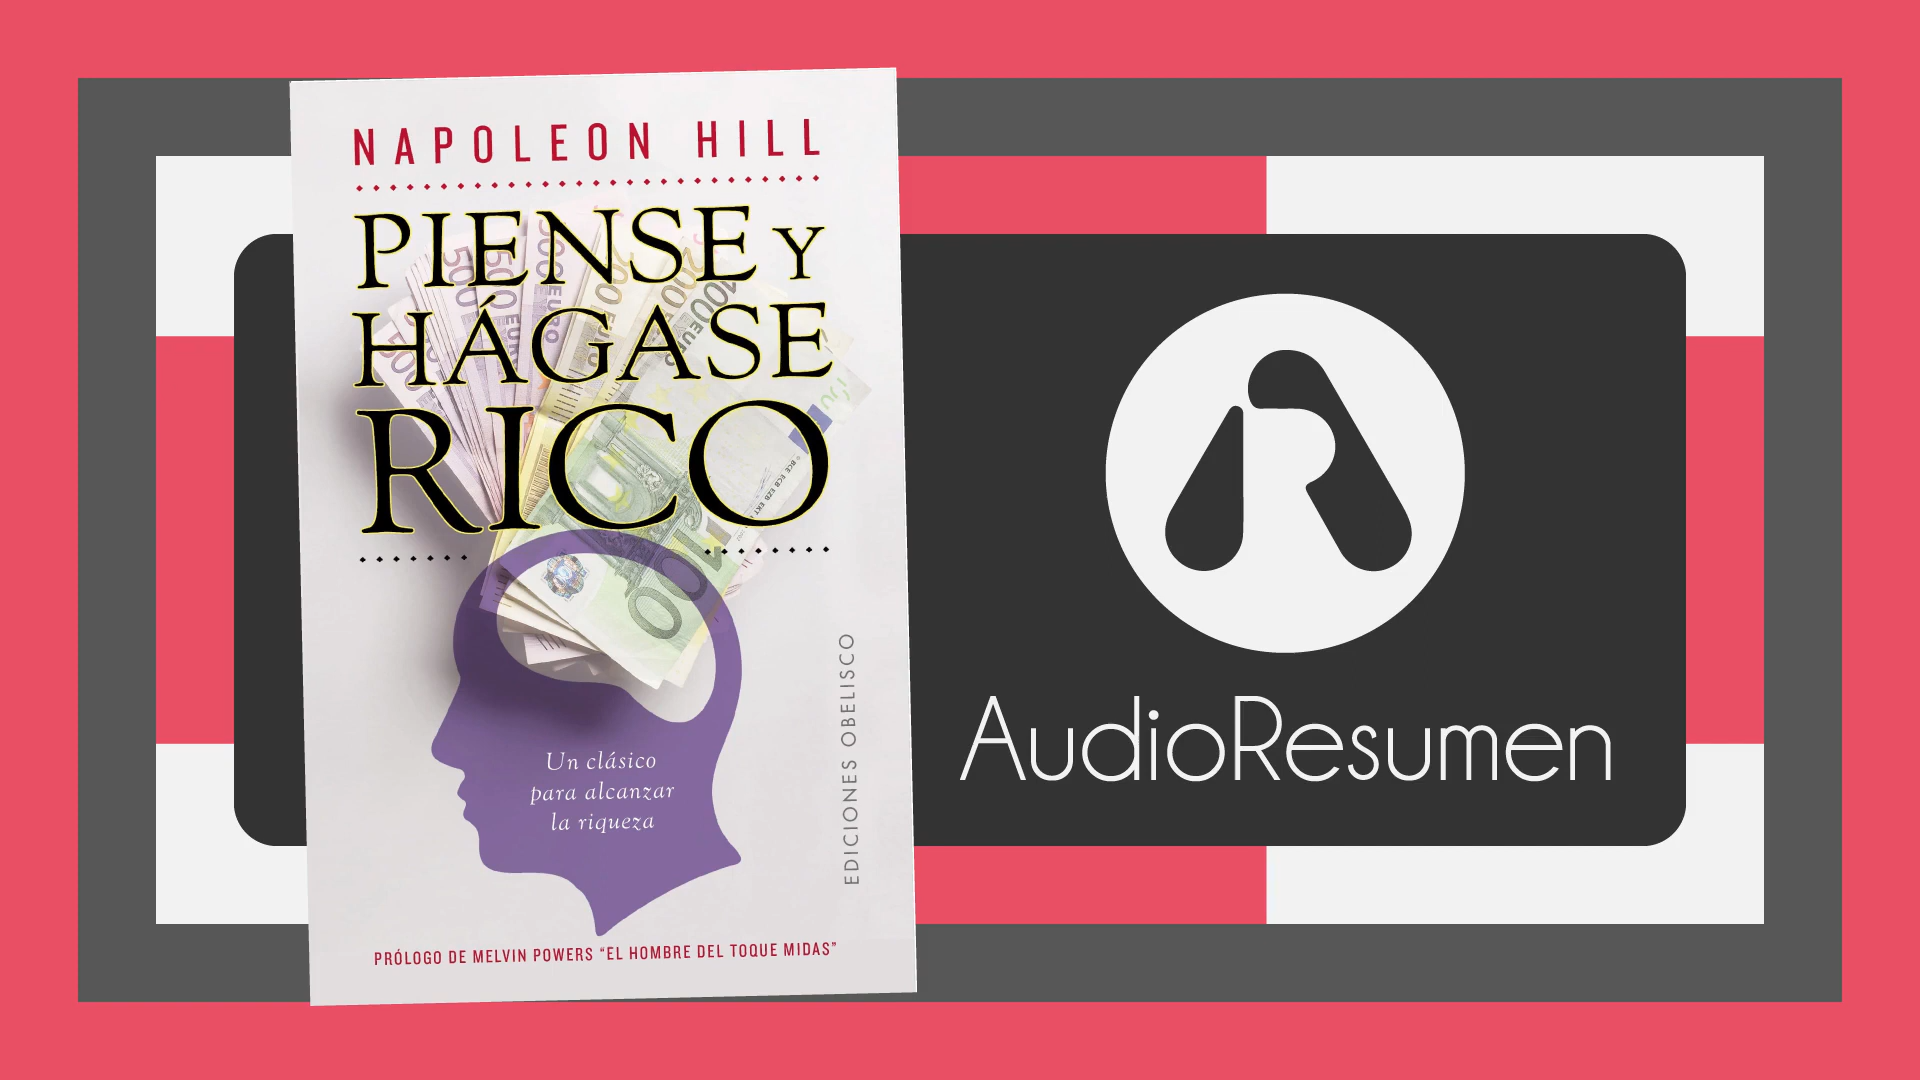 NAPOLEON HILL
PIENSE Y
HÁGASE
RICO
Un clásico
para alcanzar
la riqueza
EDICIONES OBELISCO
PRÓLOGO DE MELVIN POWERS “EL HOMBRE DEL TOQUE MIDAS”
AudioResumen